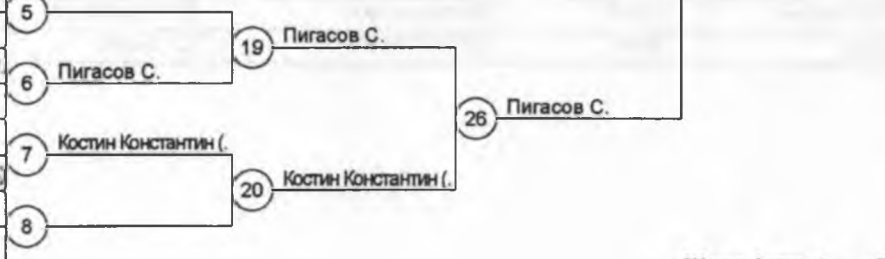 5
19 Пигасов С.
6 Пигасов С.
26 Пигасов С.
7 Костин Константин (.
20 Костин Константин (.
8